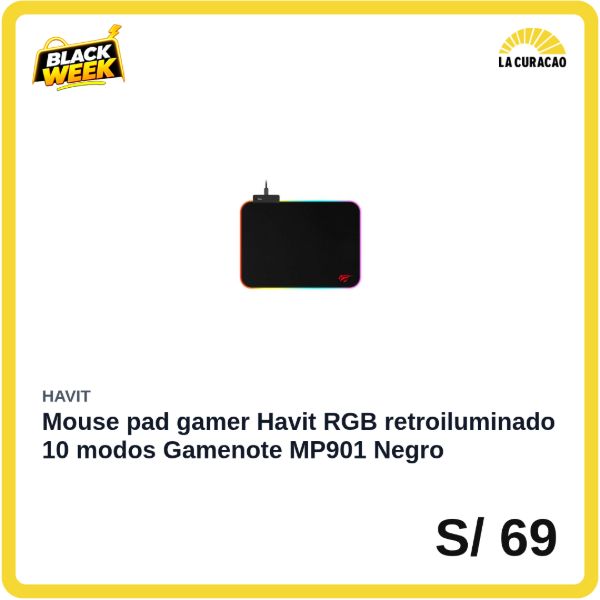 BLACK
WEEK
LA CURACAO
HAVIT
Mouse pad gamer Havit RGB retroiluminado
10 modos Gamenote MP901 Negro
S/ 69